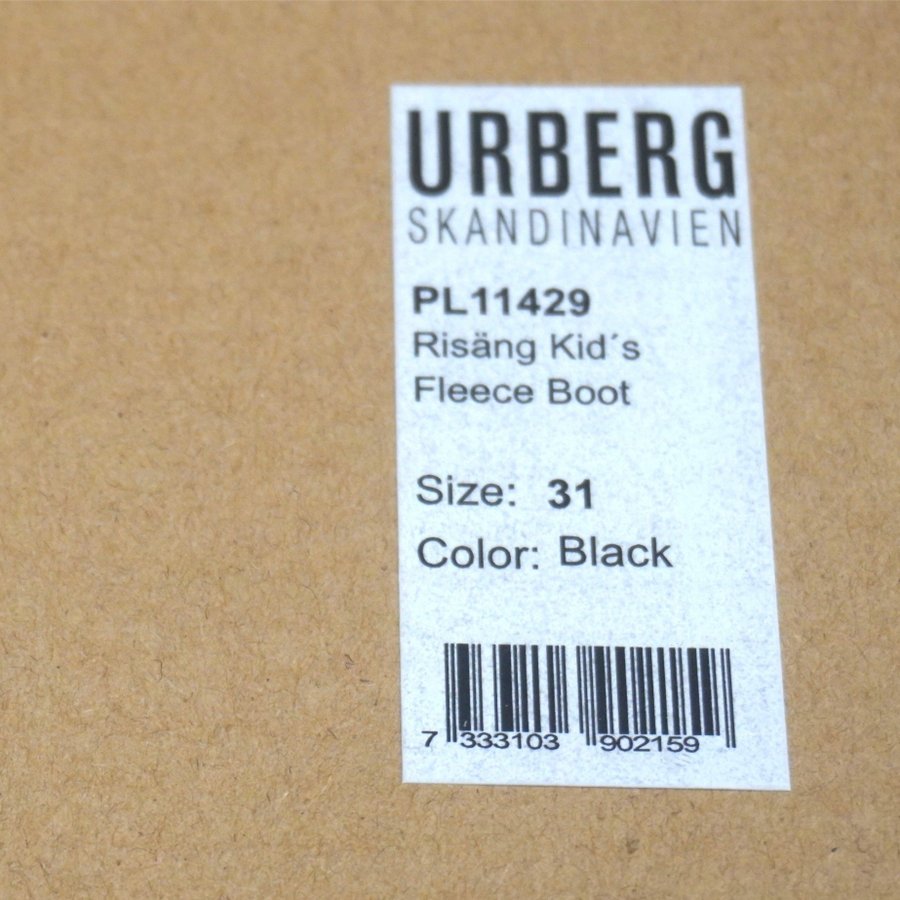 URBERG
SKANDINAVIEN
PL11429
Risäng Kid´s
Fleece Boot
Size: 31
Color: Black
7 333103 902159